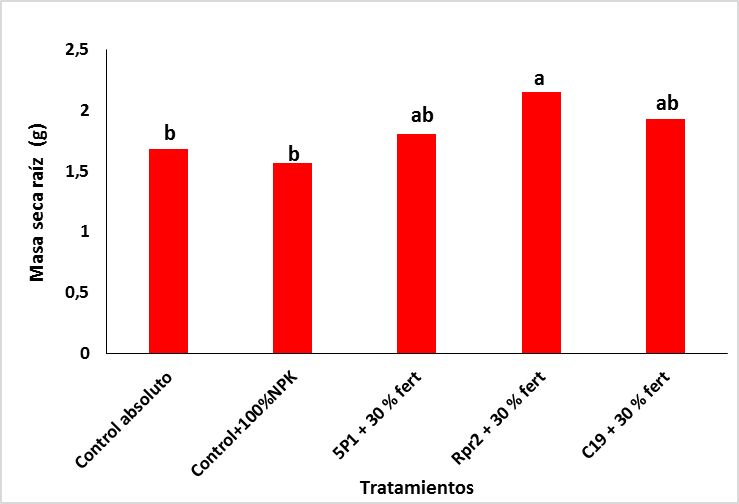 2,5
2
1,5
1
0,5
0
Masa seca raíz (g)
b
b
ab
a
ab
Control absoluto
Control+100%NPK
5P1 + 30 % fert
Rpr2 + 30 % fert
C19 + 30 % fert
Tratamientos